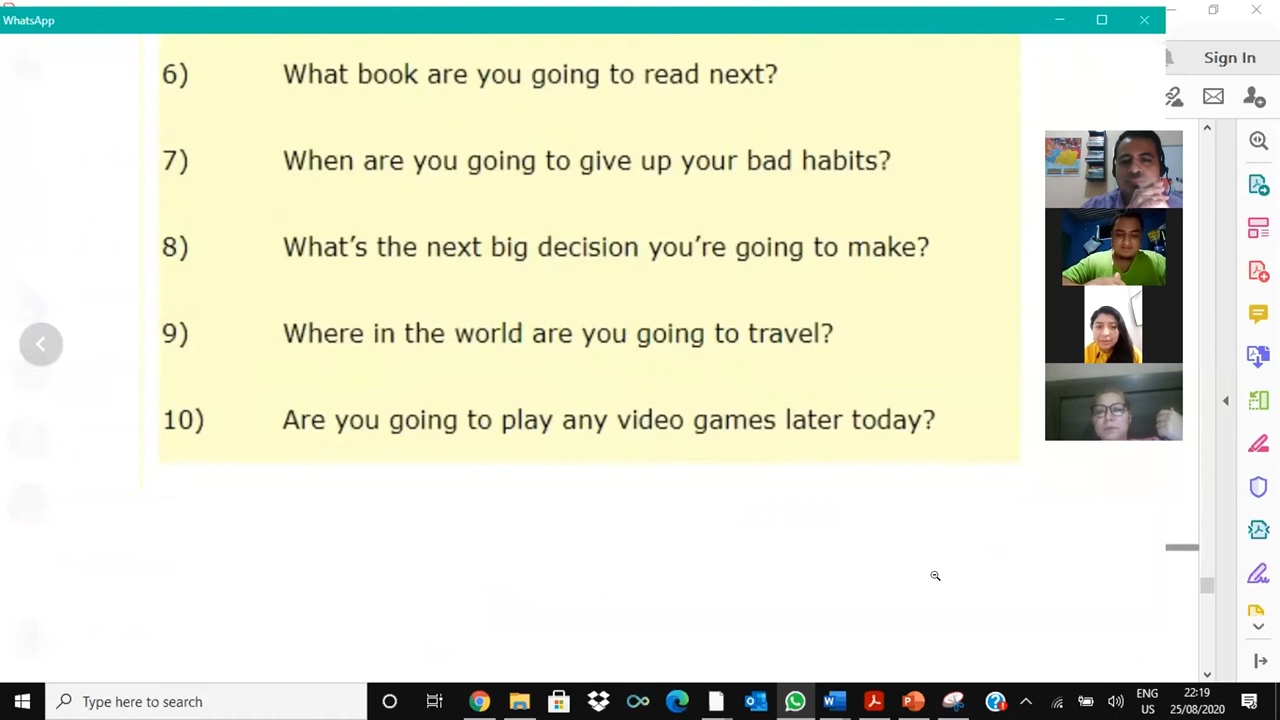 WhatsApp
Sign In
6) What book are you going to read next?
7) When are you going to give up your bad habits?
8) What's the next big decision you're going to make?
9) Where in the world are you going to travel?
10) Are you going to play any video games later today?
Type here to search
ENG
US
22:19
25/08/2020